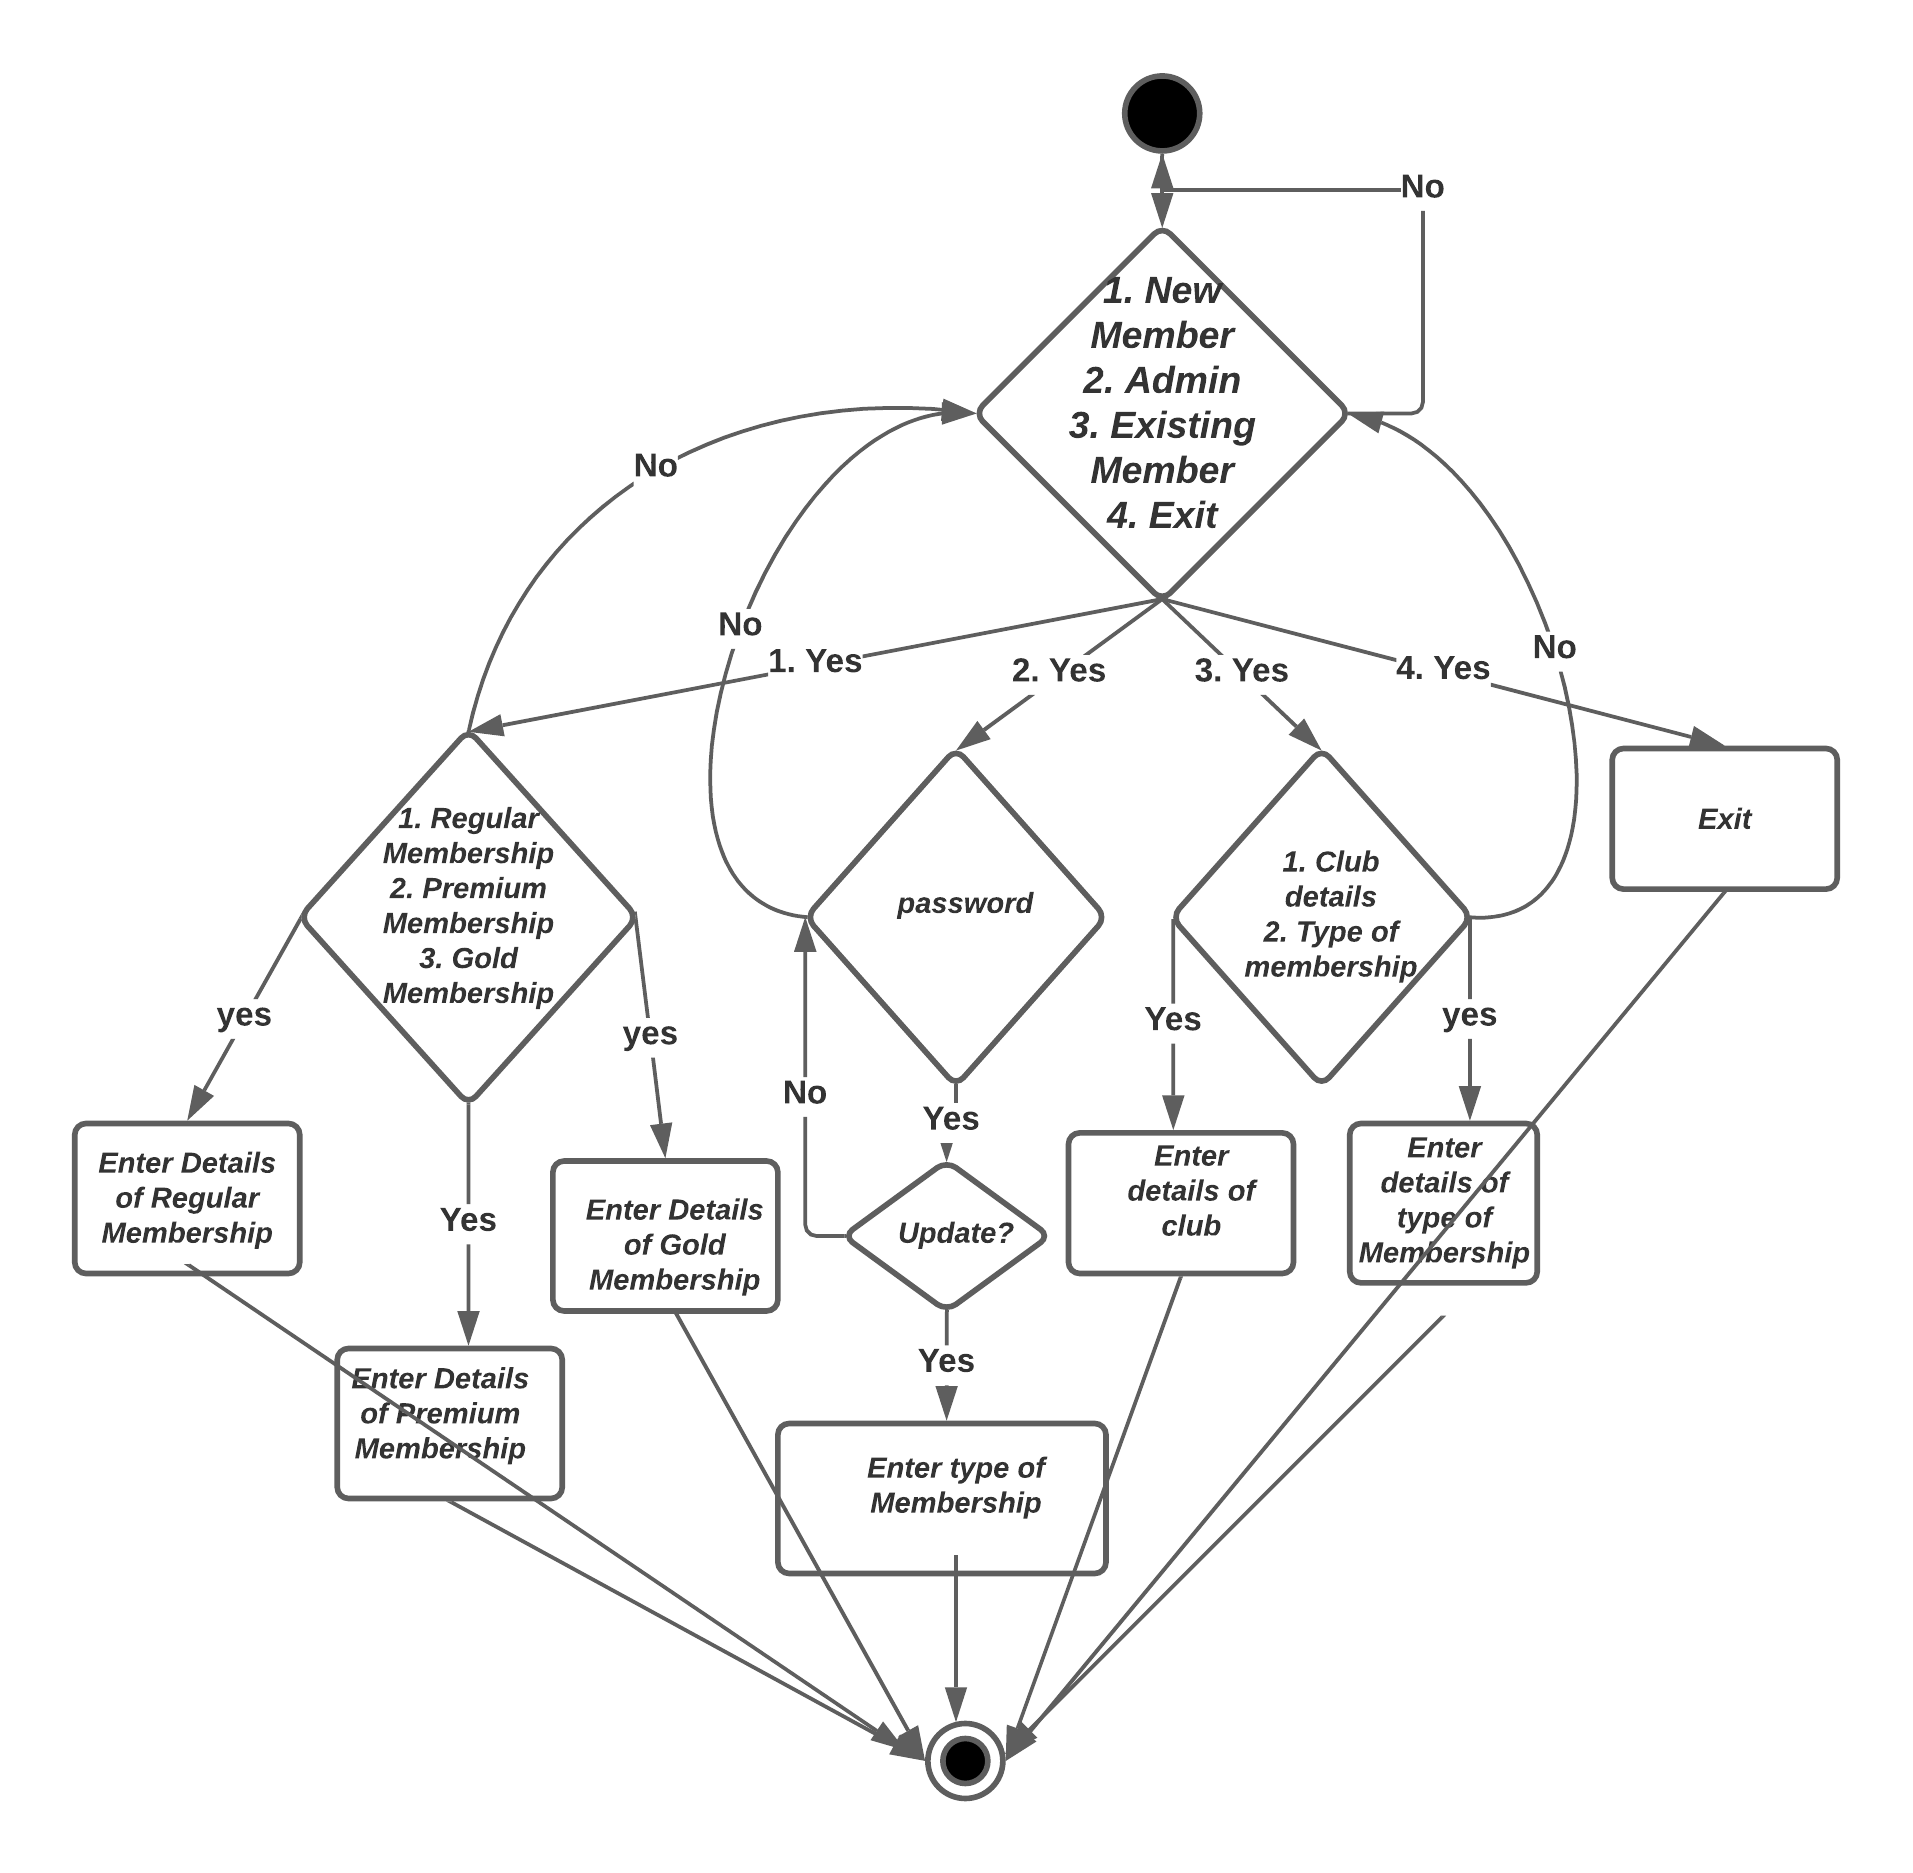 No
1. New
Member
2. Admin
3. Existing
Member
4. Exit
No
No
1. Yes
2. Yes
3. Yes
4. Yes
No
1. Regular
Membership
2. Premium
Membership
3. Gold
Membership
password
1. Club
details
2. Type of
membership
Exit
yes
yes
No
Yes
Yes
yes
Enter Details
of Regular
Membership
Yes
Enter Details
of Gold
Membership
Update?
Enter
details of
club
Enter
details of
type of
Membership
Enter Details
of Premium
Membership
Yes
Enter type of
Membership